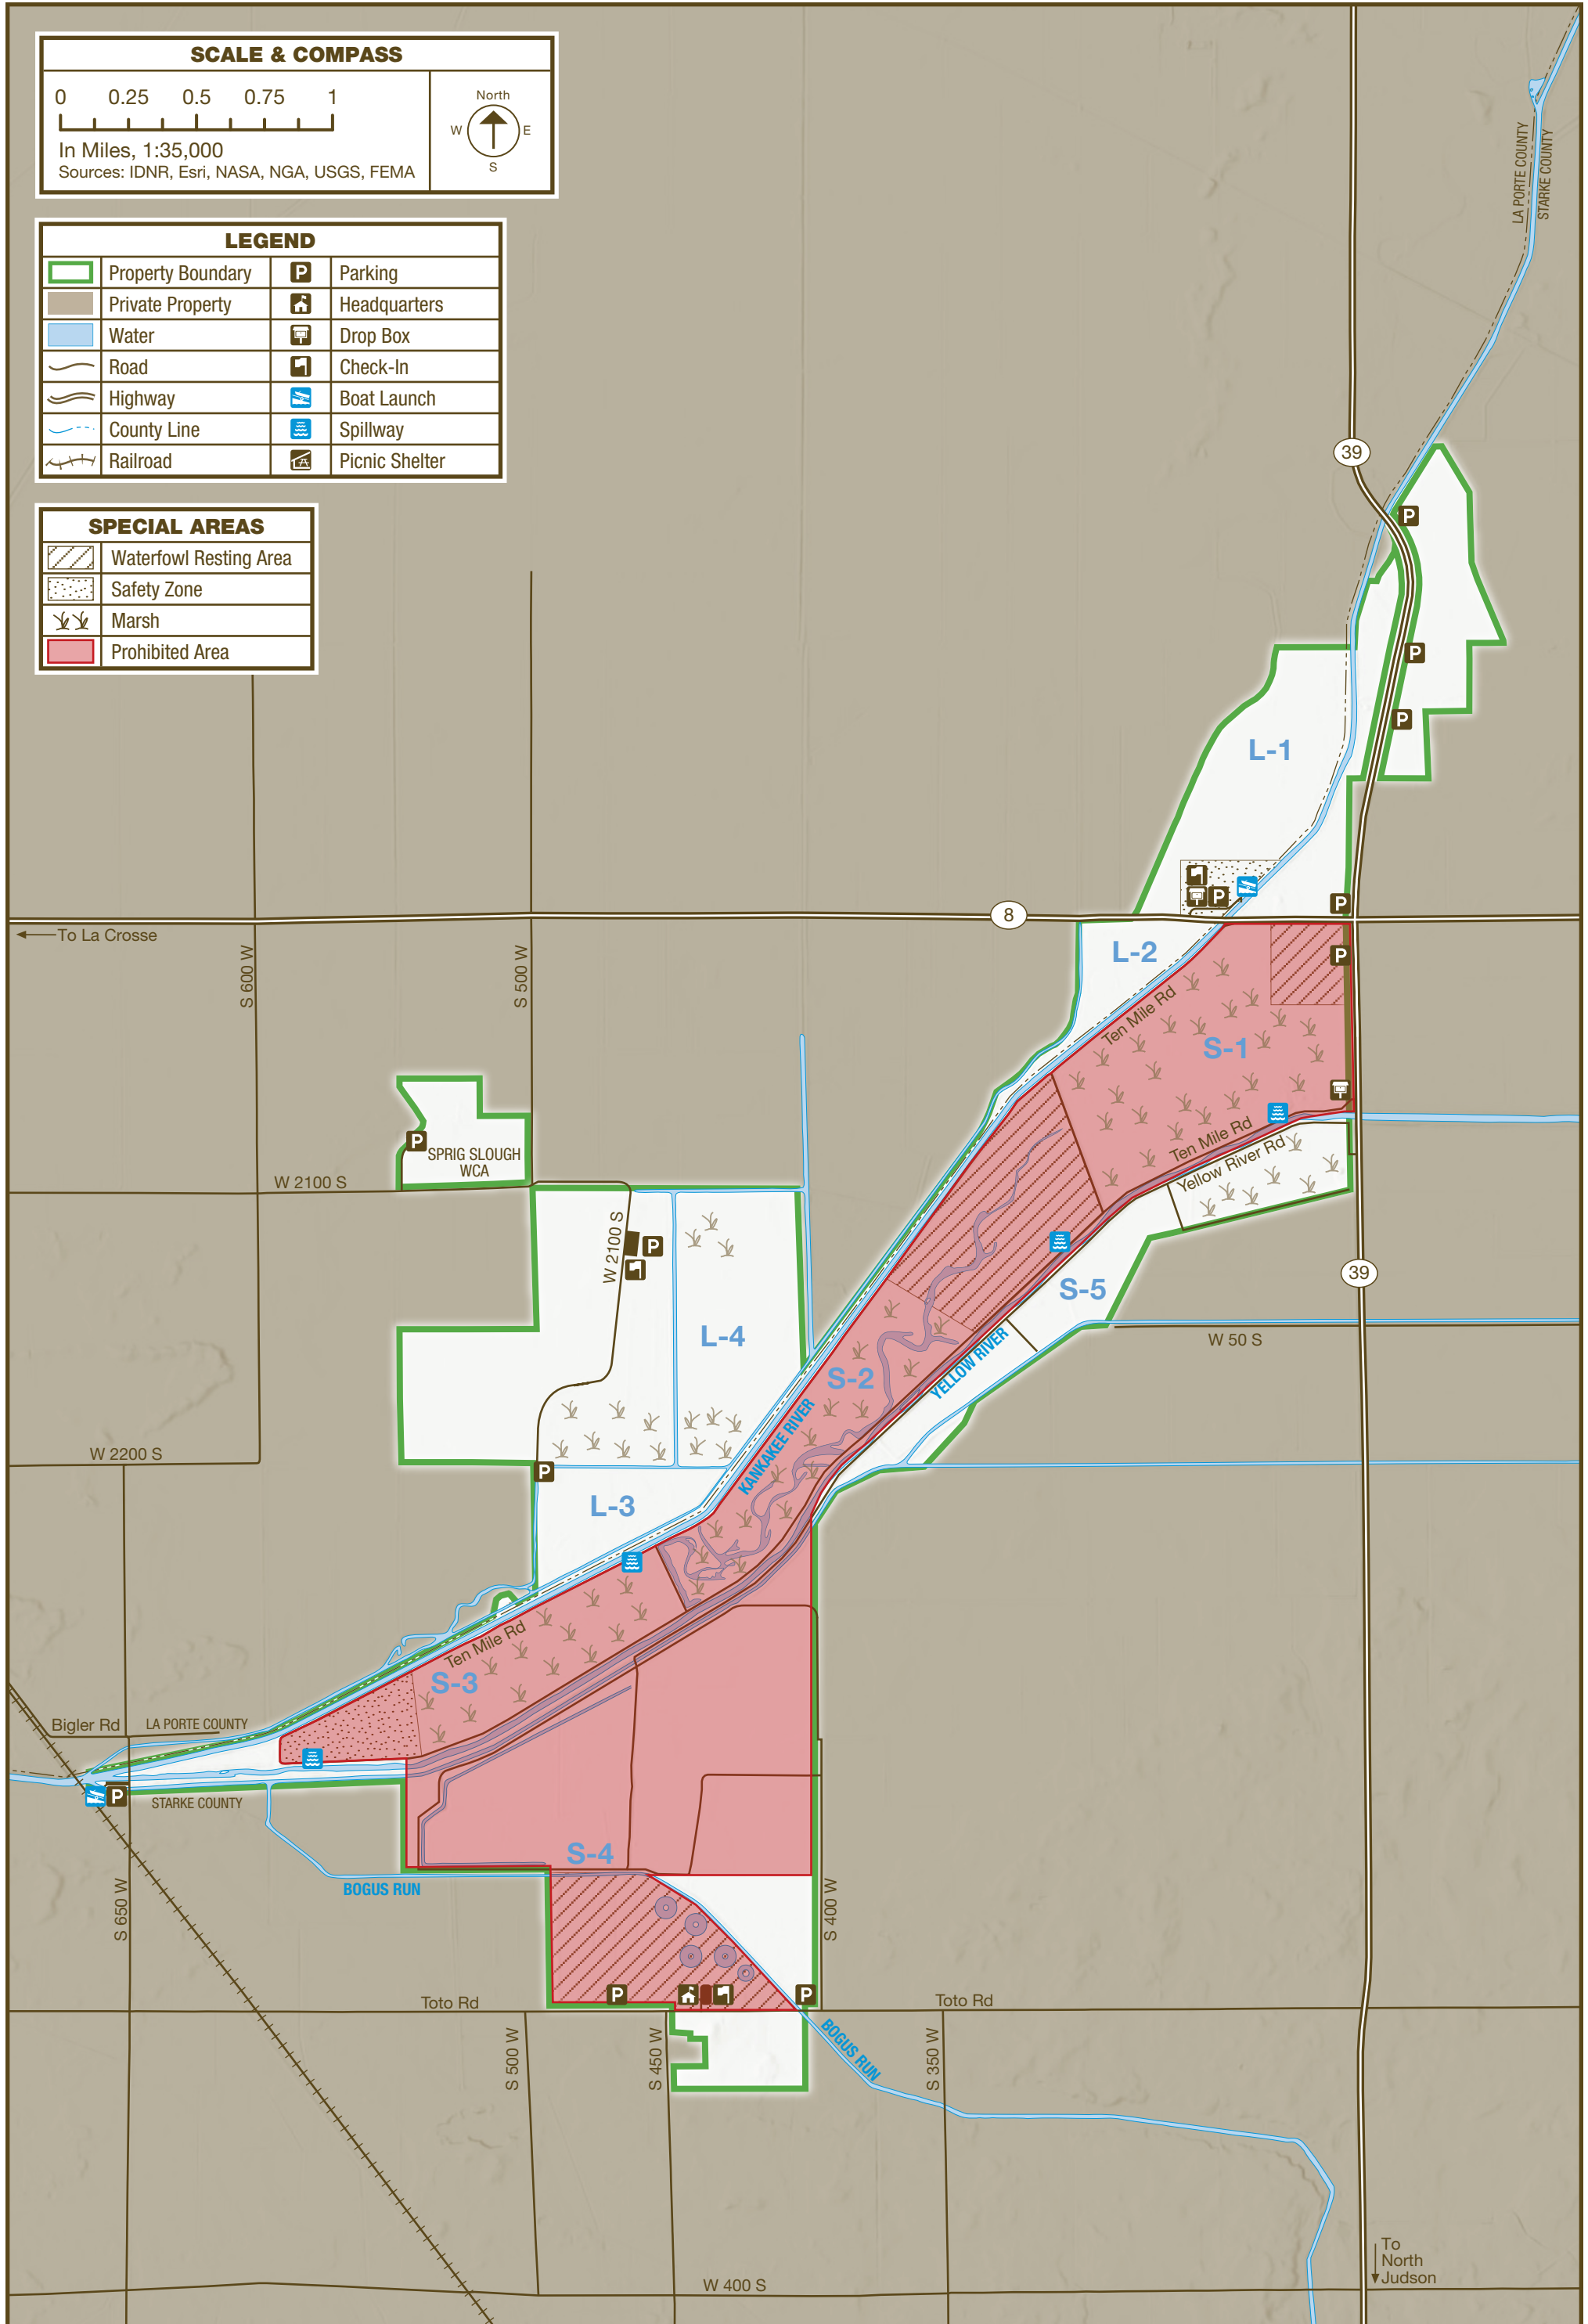 SCALE & COMPASS
0 0.25 0.5 0.75 1
In Miles, 1:35,000
Sources: IDNR, Esri, NASA, NGA, USGS, FEMA
North
W E
S
LEGEND
Property Boundary P Parking
Private Property Headquarters
Water Drop Box
Road Check-In
Highway Boat Launch
County Line Spillway
Railroad Picnic Shelter
SPECIAL AREAS
Waterfowl Resting Area
Safety Zone
Marsh
Prohibited Area
LA PORTE COUNTY
STARKE COUNTY
39
P
P
P
L-1
P
P
8
To La Crosse
L-2
P
S 600 W
S 500 W
Ten Mile Rd
S-1
P
SPRIG SLOUGH
WCA
Ten Mile Rd
Yellow River Rd
W 2100 S
W 2100 S
P
39
S-5
L-4
W 50 S
YELLOW RIVER
S-2
KANKAKEE RIVER
W 2200 S
P
L-3
Ten Mile Rd
S-3
Bigler Rd
LA PORTE COUNTY
P
STARKE COUNTY
S-4
BOGUS RUN
S 650 W
S 400 W
P
P
Toto Rd
Toto Rd
BOGUS RUN
S 500 W
S 450 W
S 350 W
To
North
Judson
W 400 S